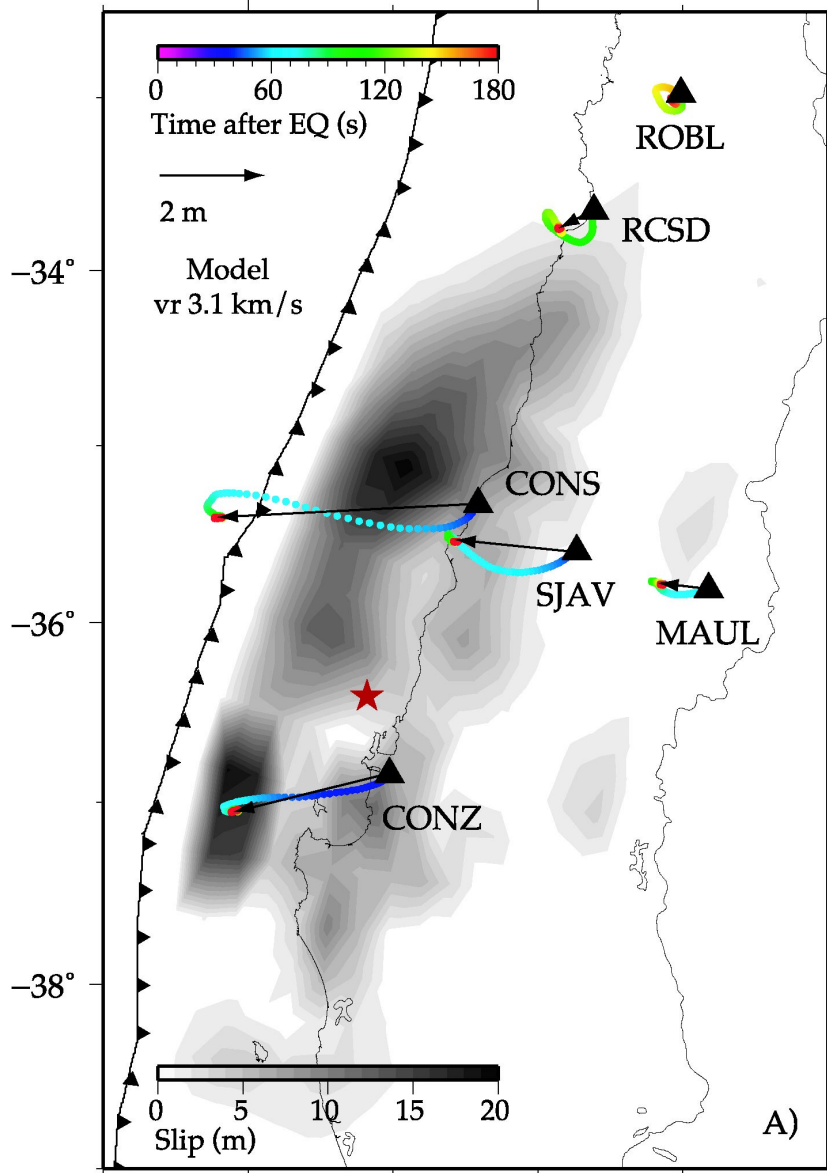 0 60 120 180
Time after EQ (s)
2 m
Model
vr 3.1 km/s
ROBL
RCSD
−34°
CONS
SJAV
MAUL
−36°
CONZ
−38°
0 5 10 15 20
Slip (m)
A)